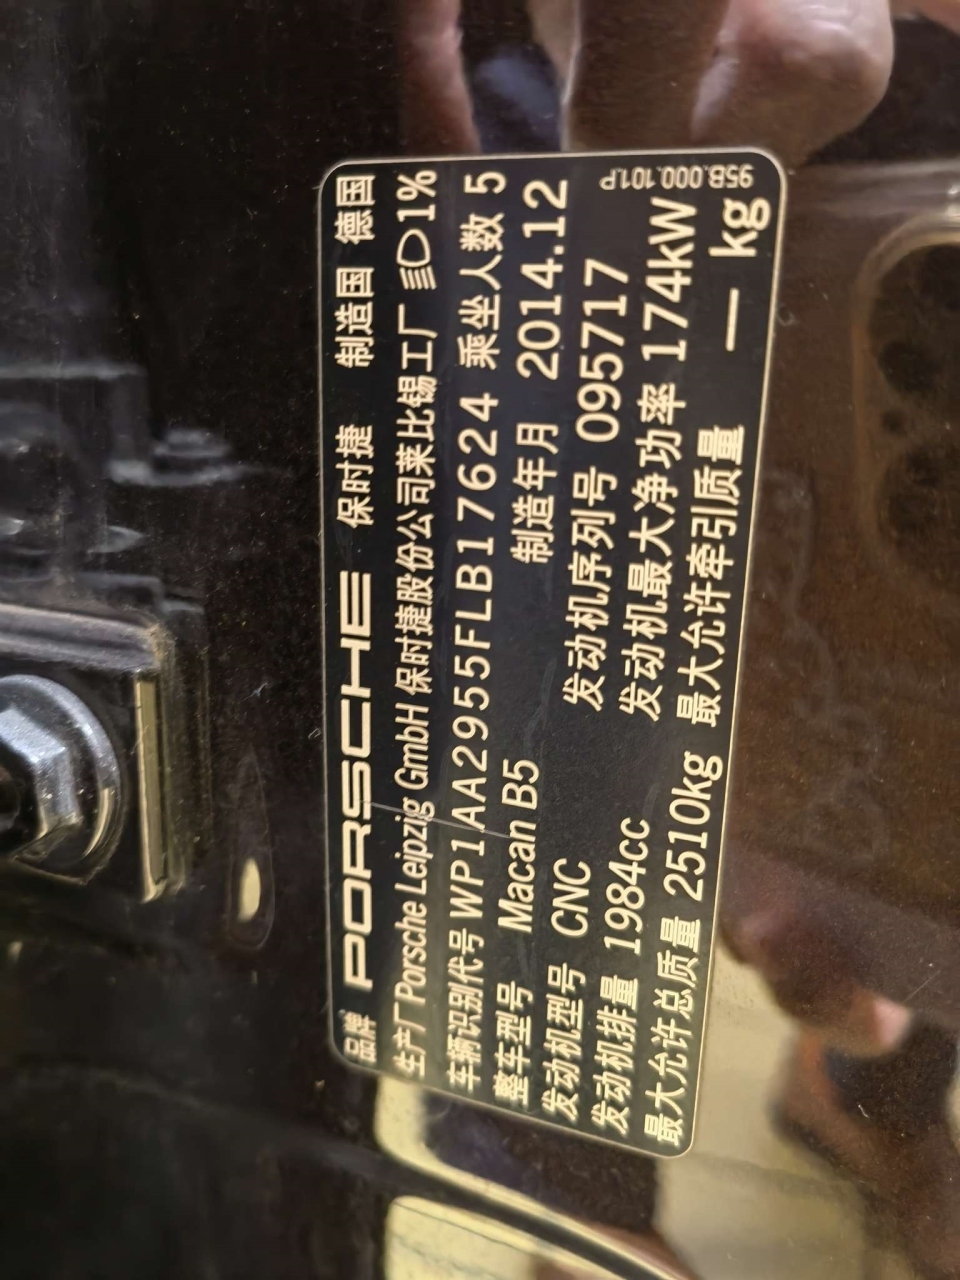 品牌 PORSCHE 保时捷 制造国 德国
生产厂 Porsche Leipzig GmbH 保时捷股份公司莱比锡工厂 1%
车辆识别代号 WP1AA2955FLB17624 乘坐人数 5
整车型号 Macan B5 制造年月 2014.12
发动机型号 CNC 发动机序列号 095717
发动机排量 1984cc 发动机最大净功率 174kW
最大允许总质量 2510kg 最大允许牵引质量 — kg
95B.000.101.P